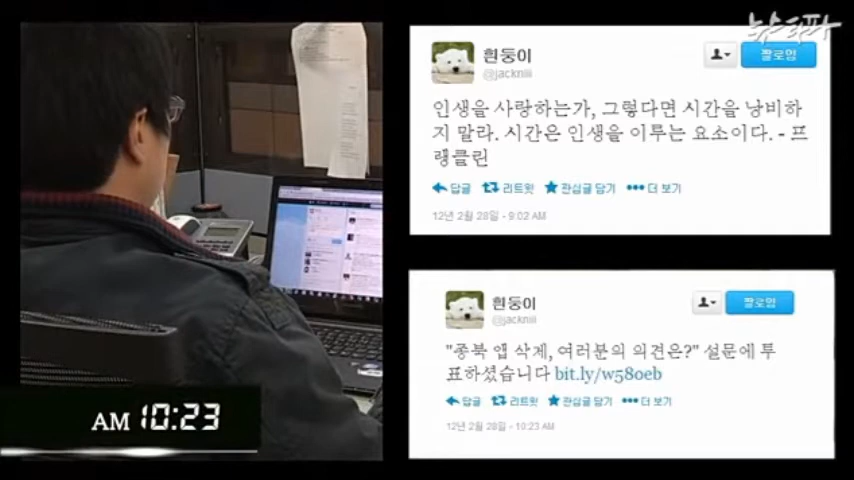 뉴스타파
흰둥이
@jackniii
팔로잉
인생을 사랑하는가, 그렇다면 시간을 낭비하
지 말라. 시간은 인생을 이루는 요소이다. - 프
랭클린
답글 리트윗 관심글 담기 더 보기
12년 2월 28일 - 9:02 AM
흰둥이
@jackniii
팔로잉
"종북 앱 삭제, 여러분의 의견은?" 설문에 투
표하셨습니다 bit.ly/w580eb
답글 리트윗 관심글 담기 더 보기
12년 2월 28일 - 10:23 AM
AM 10:23